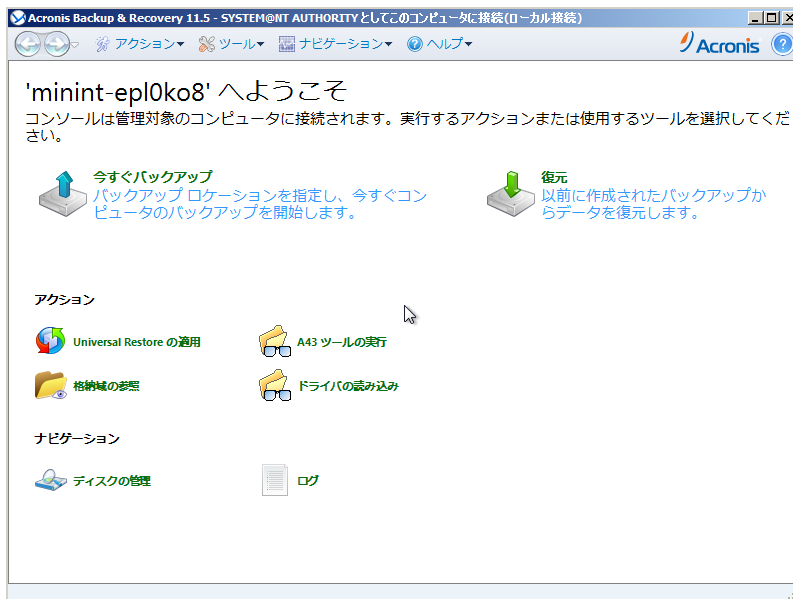 Acronis Backup & Recovery 11.5 - SYSTEM@NT AUTHORITYとしてこのコンピュータに接続(ローカル接続)
アクション ツール ナビゲーション ヘルプ Acronis
'minint-epl0ko8' へようこそ
コンソールは管理対象のコンピュータに接続されます。実行するアクションまたは使用するツールを選択してくだ
さい。
今すぐバックアップ
バックアップ ロケーションを指定し、今すぐコン
ピュータのバックアップを開始します。
復元
以前に作成されたバックアップか
らデータを復元します。
アクション
Universal Restore の適用
A43 ツールの実行
格納域の参照
ドライバの読み込み
ナビゲーション
ディスクの管理
ログ